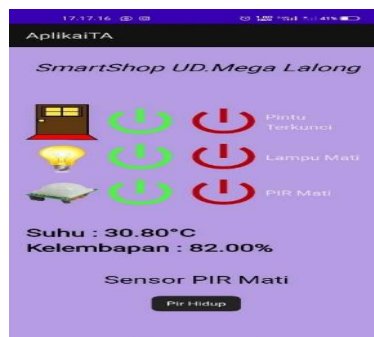 17.17.16
41%
AplikaiTA
SmartShop UD.Mega Lalong
Pintu
Terkunci
Lampu Mati
PIR Mati
Suhu : 30.80°C
Kelembapan : 82.00%
Sensor PIR Mati
Pir Hidup